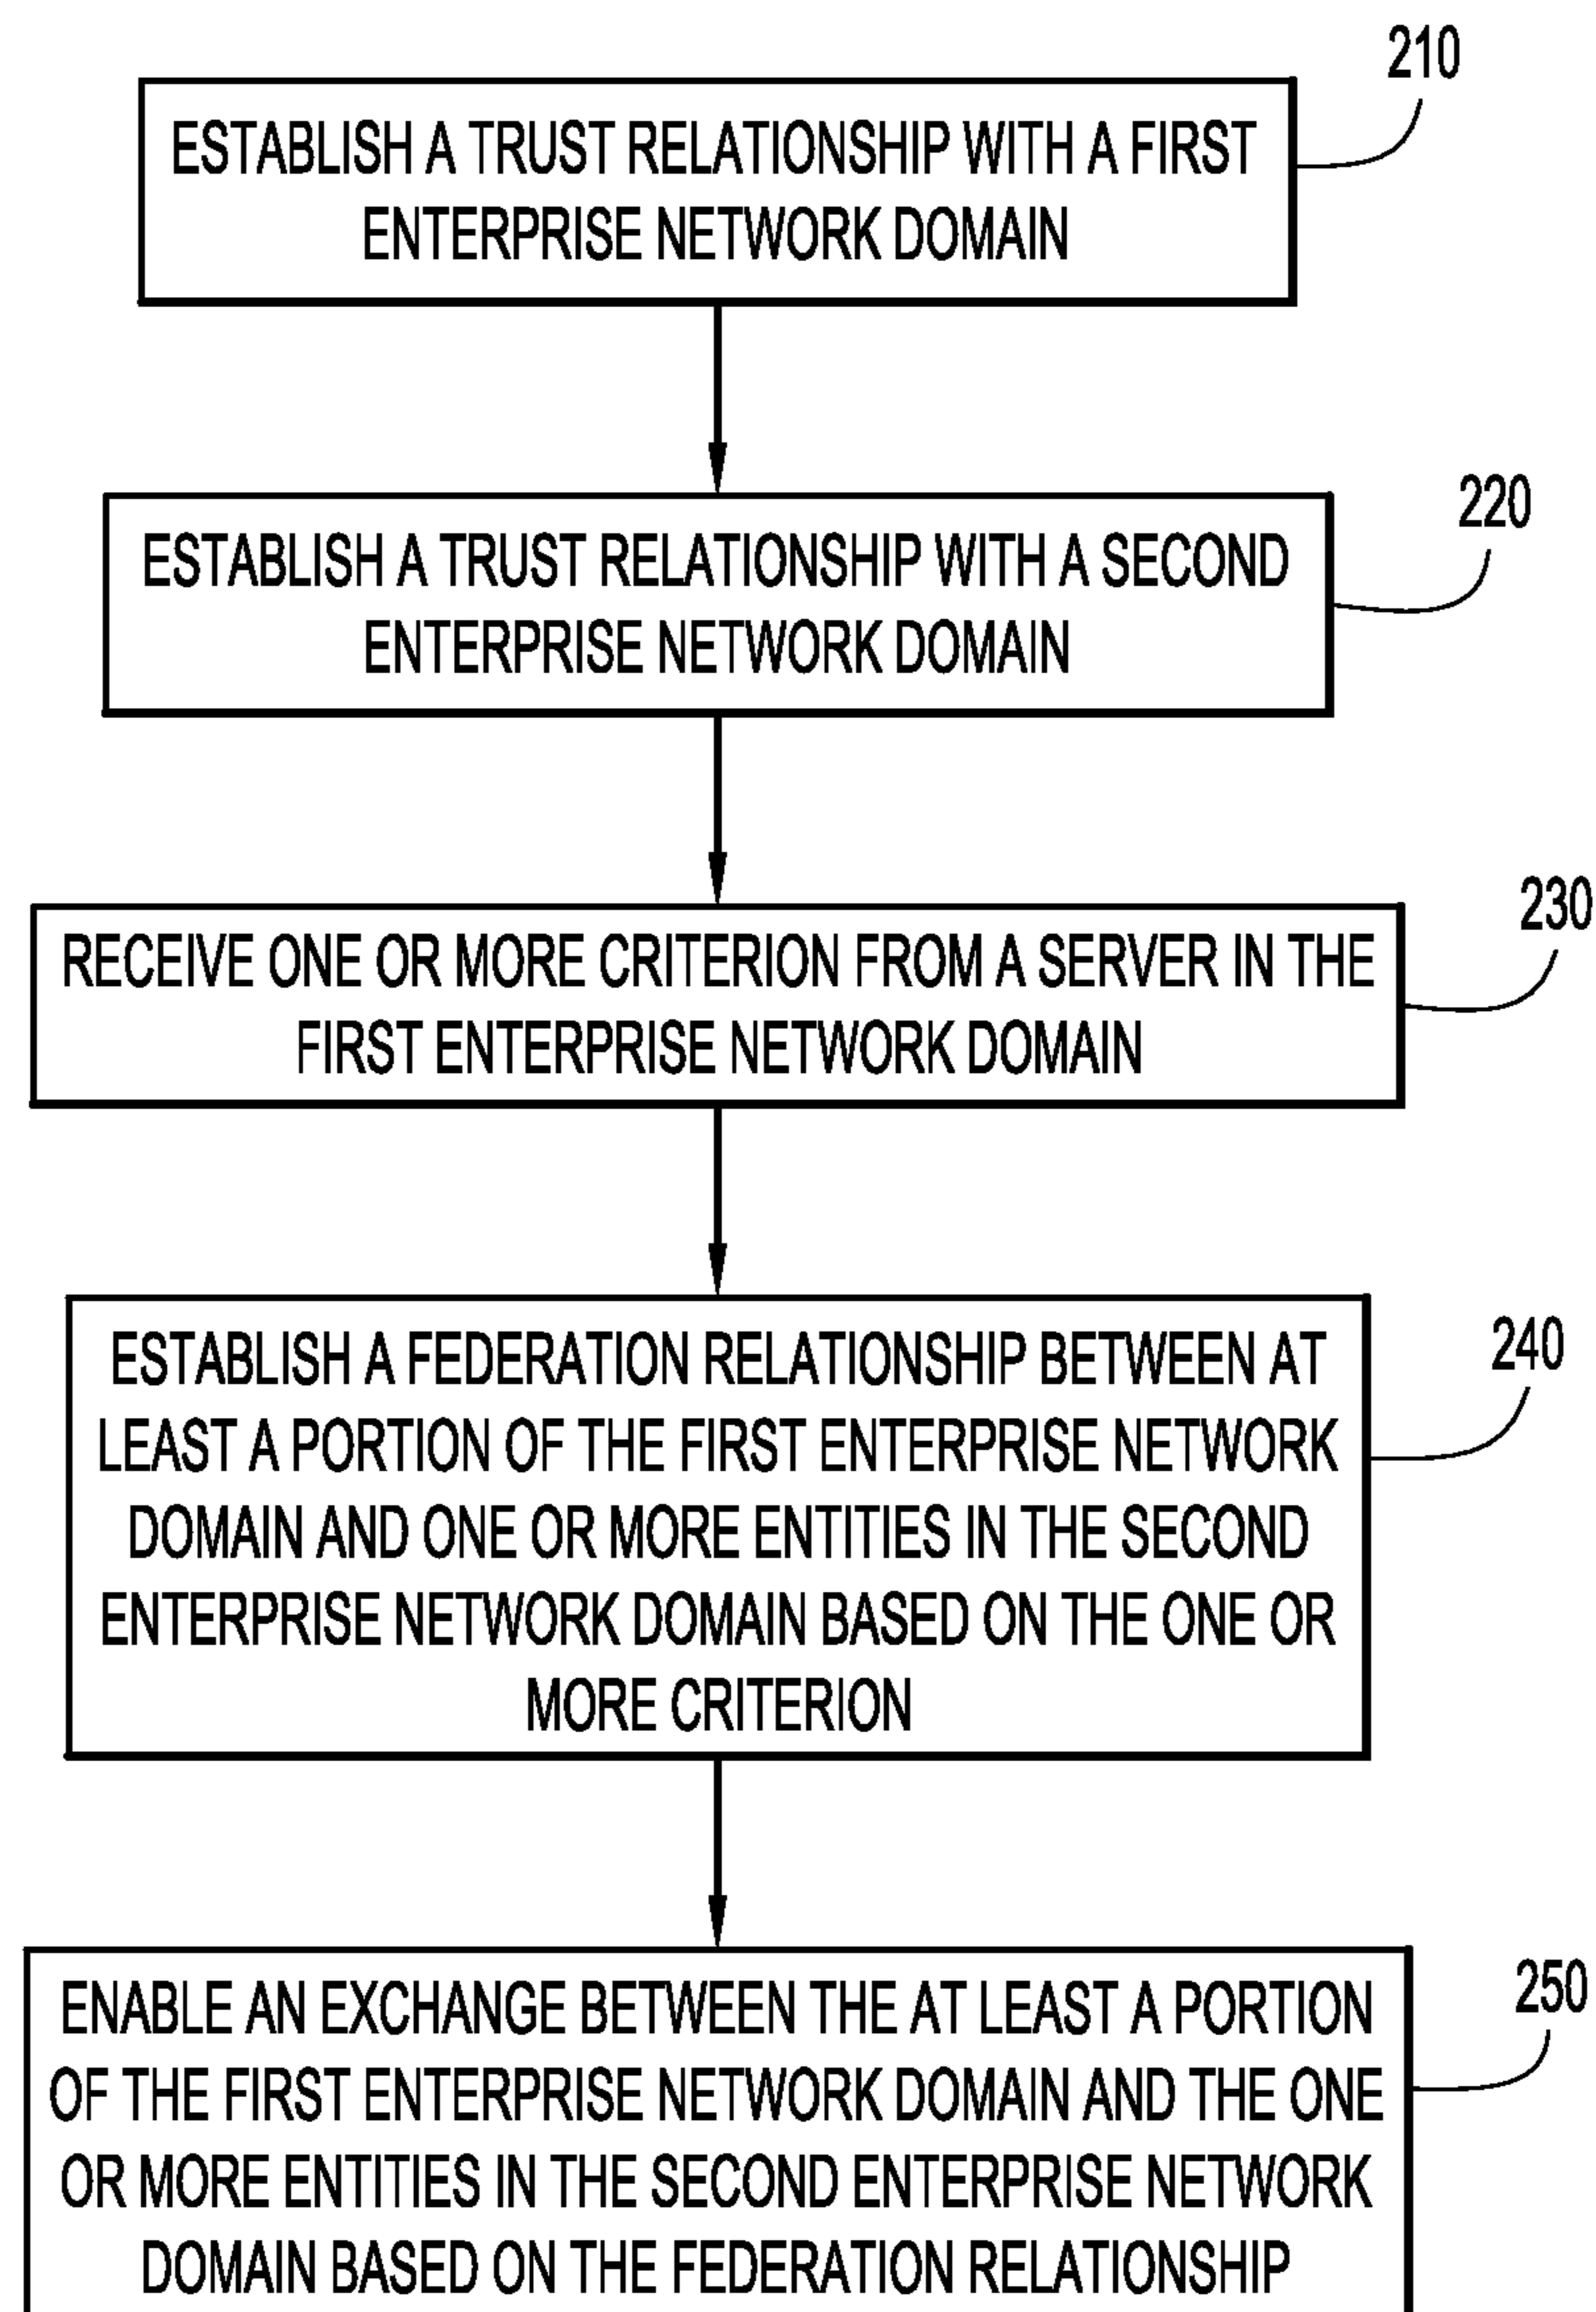 210
ESTABLISH A TRUST RELATIONSHIP WITH A FIRST
ENTERPRISE NETWORK DOMAIN
220
ESTABLISH A TRUST RELATIONSHIP WITH A SECOND
ENTERPRISE NETWORK DOMAIN
230
RECEIVE ONE OR MORE CRITERION FROM A SERVER IN THE
FIRST ENTERPRISE NETWORK DOMAIN
240
ESTABLISH A FEDERATION RELATIONSHIP BETWEEN AT
LEAST A PORTION OF THE FIRST ENTERPRISE NETWORK
DOMAIN AND ONE OR MORE ENTITIES IN THE SECOND
ENTERPRISE NETWORK DOMAIN BASED ON THE ONE OR
MORE CRITERION
250
ENABLE AN EXCHANGE BETWEEN THE AT LEAST A PORTION
OF THE FIRST ENTERPRISE NETWORK DOMAIN AND THE ONE
OR MORE ENTITIES IN THE SECOND ENTERPRISE NETWORK
DOMAIN BASED ON THE FEDERATION RELATIONSHIP